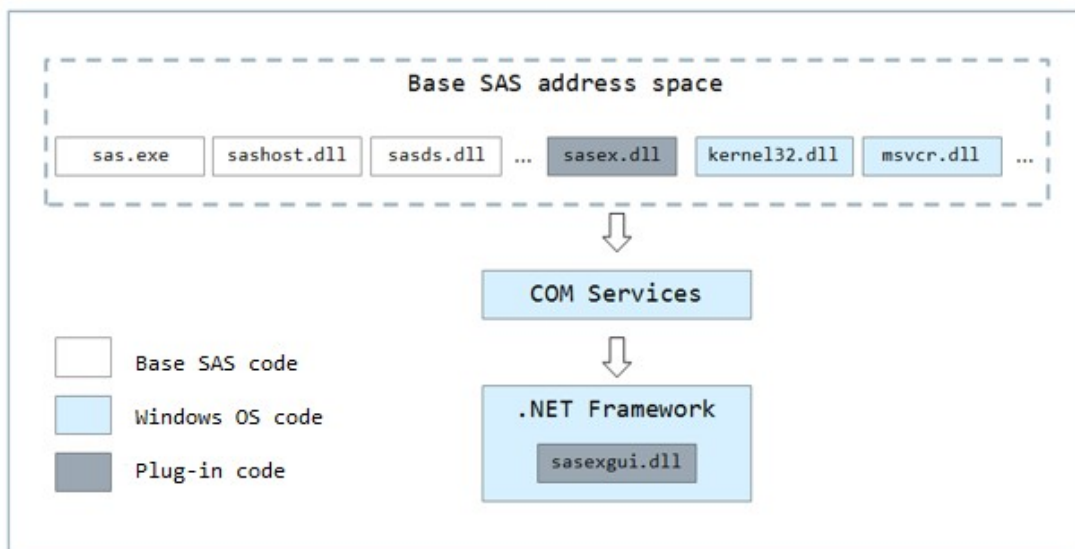 Base SAS address space
sas.exe sashost.dll sasds.dll ... sasex.dll kernel32.dll msvcr.dll ...
COM Services
Base SAS code
.NET Framework
Windows OS code
sasexgui.dll
Plug-in code